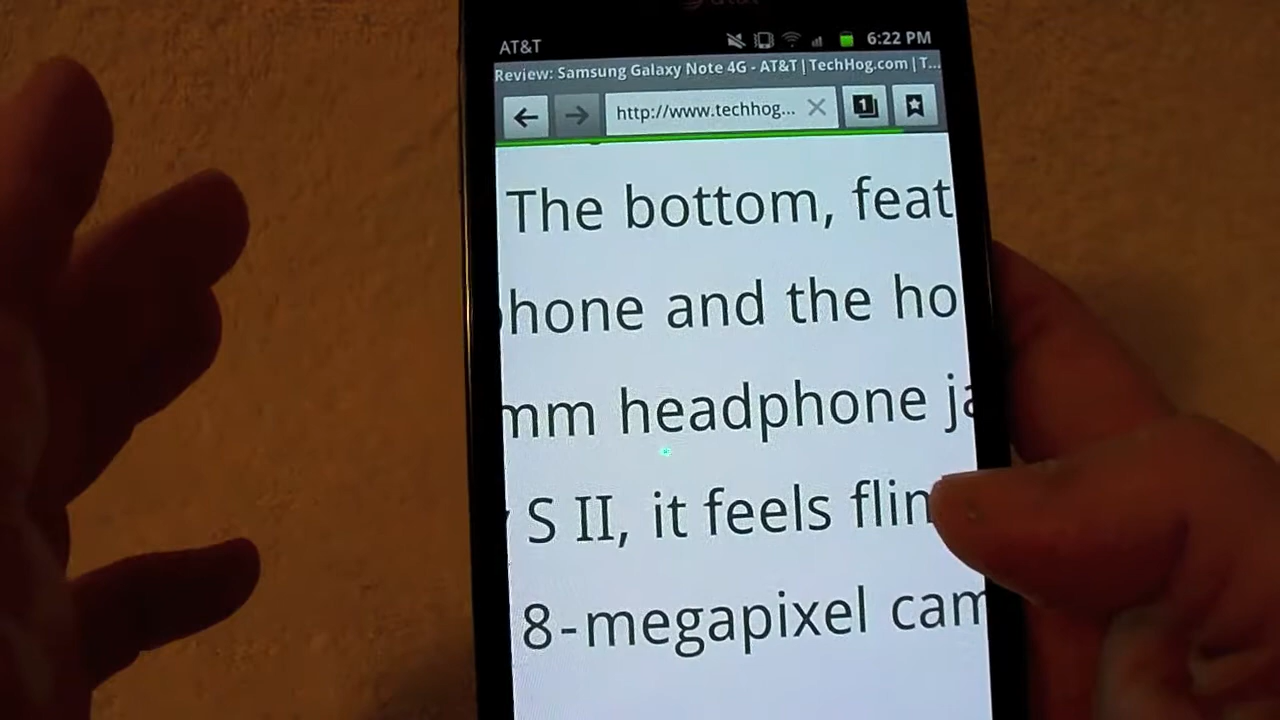 AT&T
6:22 PM
Review: Samsung Galaxy Note 4G - AT&T | TechHog.com | T...
http://www.techhog...
1
The bottom, feat
hone and the ho
mm headphone ja
S II, it feels flin
8-megapixel cam